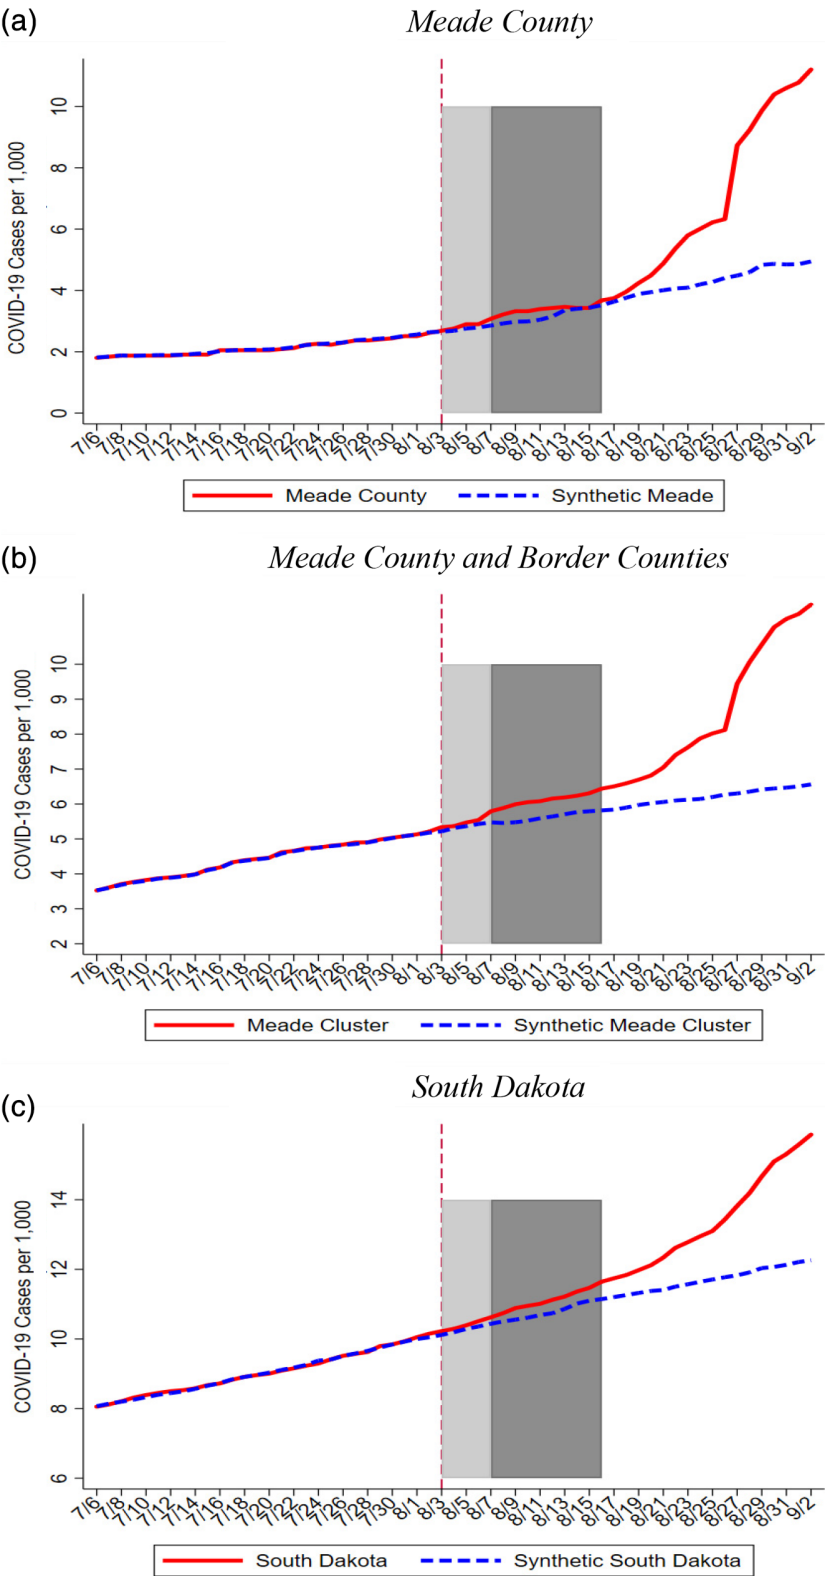 (a)
Meade County
COVID-19 Cases per 1,000
10
8
6
4
2
0
7/6 7/8 7/10 7/12 7/14 7/16 7/18 7/20 7/22 7/24 7/26 7/28 7/30 8/1 8/3 8/5 8/7 8/9 8/11 8/13 8/15 8/17 8/19 8/21 8/23 8/25 8/27 8/29 8/31 9/2
Meade County Synthetic Meade
(b)
Meade County and Border Counties
COVID-19 Cases per 1,000
10
9
8
7
6
5
4
3
2
7/6 7/8 7/10 7/12 7/14 7/16 7/18 7/20 7/22 7/24 7/26 7/28 7/30 8/1 8/3 8/5 8/7 8/9 8/11 8/13 8/15 8/17 8/19 8/21 8/23 8/25 8/27 8/29 8/31 9/2
Meade Cluster Synthetic Meade Cluster
South Dakota
(c)
COVID-19 Cases per 1,000
14
12
10
8
6
7/6 7/8 7/10 7/12 7/14 7/16 7/18 7/20 7/22 7/24 7/26 7/28 7/30 8/1 8/3 8/5 8/7 8/9 8/11 8/13 8/15 8/17 8/19 8/21 8/23 8/25 8/27 8/29 8/31 9/2
South Dakota Synthetic South Dakota